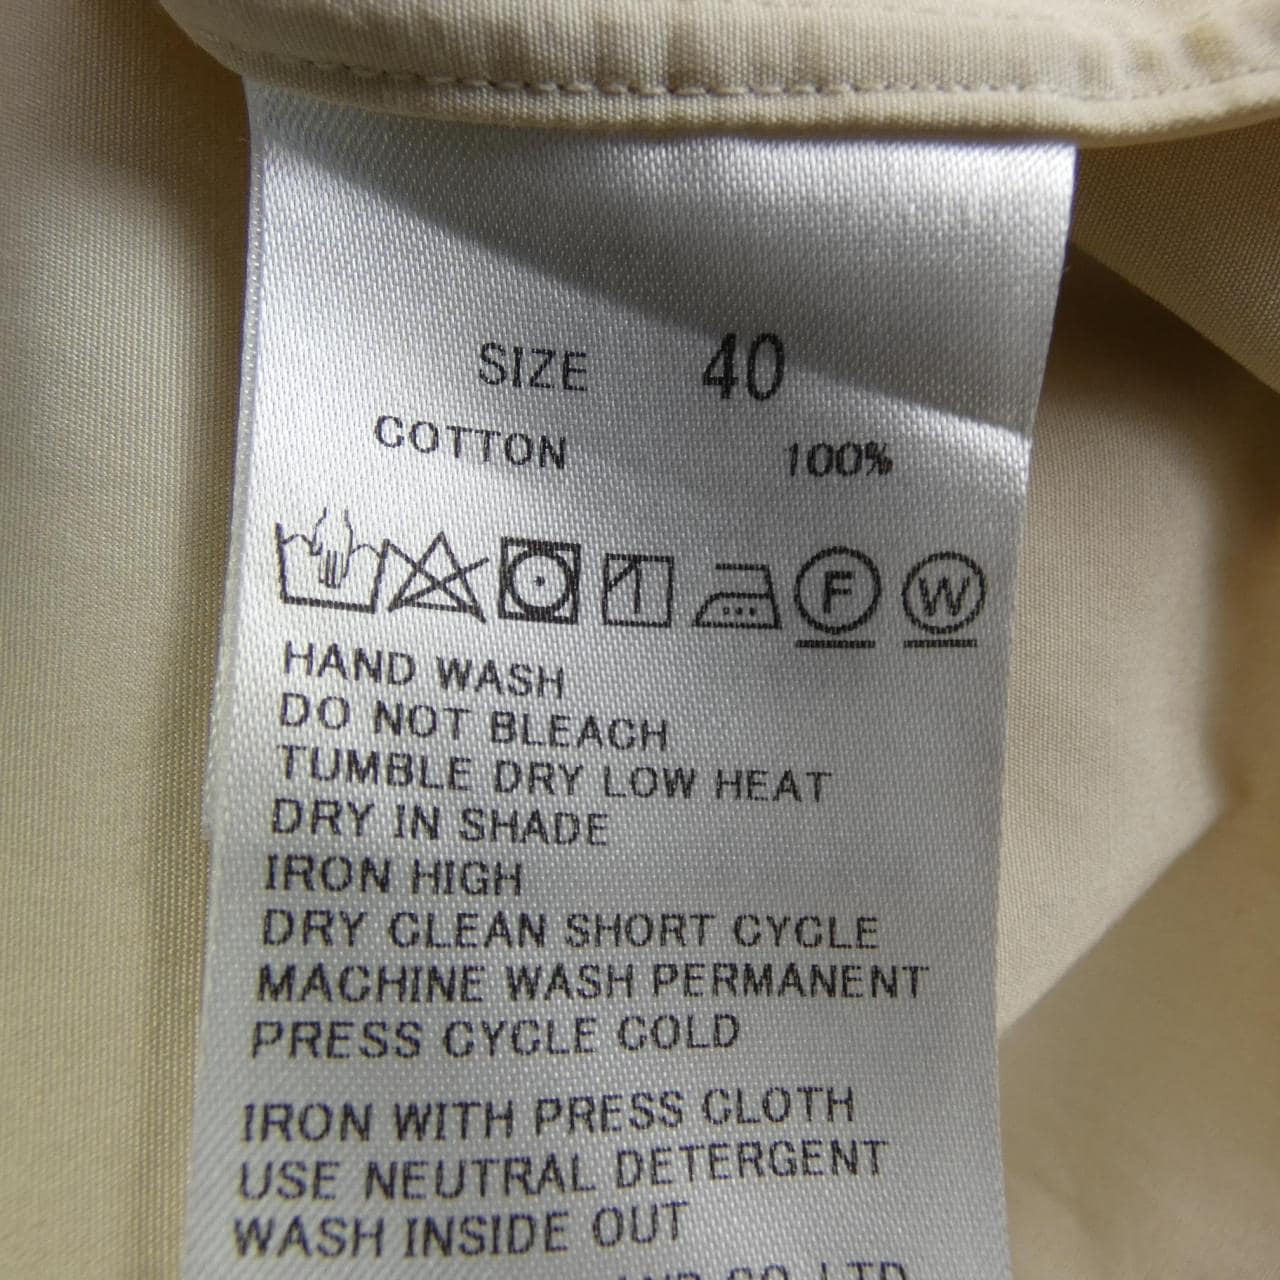 SIZE 40
COTTON 100%
F W
HAND WASH
DO NOT BLEACH
TUMBLE DRY LOW HEAT
DRY IN SHADE
IRON HIGH
DRY CLEAN SHORT CYCLE
MACHINE WASH PERMANENT
PRESS CYCLE COLD
IRON WITH PRESS CLOTH
USE NEUTRAL DETERGENT
WASH INSIDE OUT
CO.,LTD